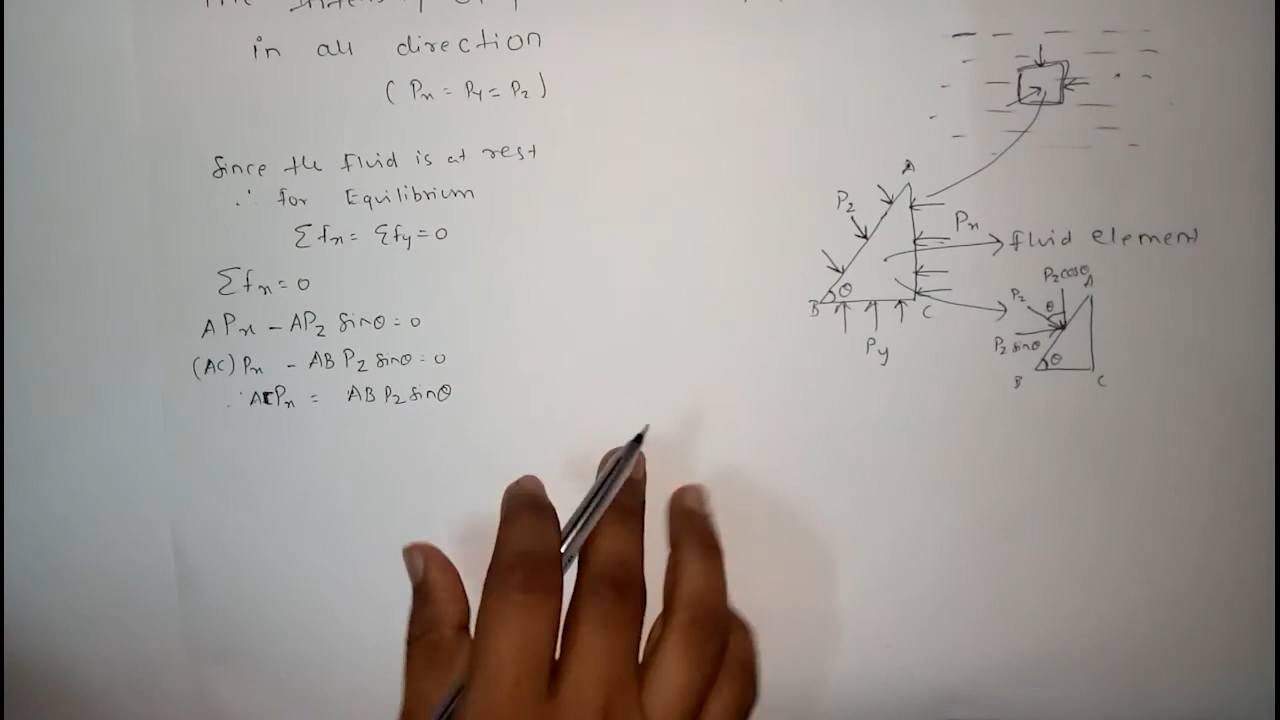 in all direction
( Px = Py = Pz )
Since the fluid is at rest
∴ for Equilibrium
Σfx = Σfy = 0
Σfx = 0
A Px - APz sinθ = 0
(AC) Px - AB Pz sinθ = 0
∴ AC Px = AB Pz sinθ
A
Pz
Px
fluid element
θ
B
C
Py
Pz cosθ
A
Pz
θ
Pz sinθ
θ
B
C